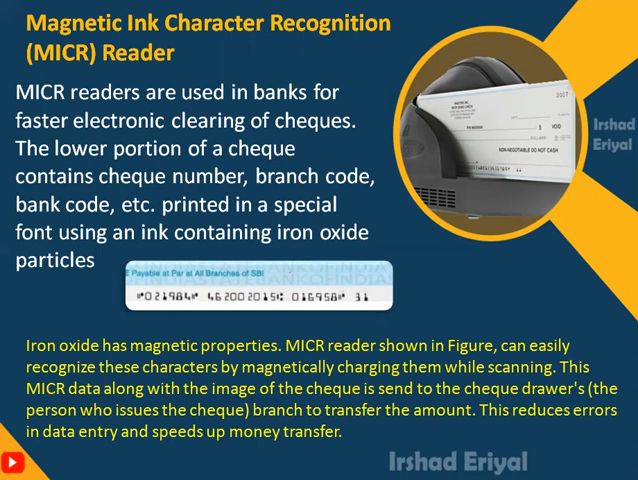 Magnetic Ink Character Recognition
(MICR) Reader
MICR readers are used in banks for
faster electronic clearing of cheques.
The lower portion of a cheque
contains cheque number, branch code,
bank code, etc. printed in a special
font using an ink containing iron oxide
particles
2017
$ VOID
DOLLARS
NON-NEGOTIABLE DO NOT CASH
Irshad
Eriyal
E Payable at Par at All Branches of SBI
⑈021984⑈ 462002015⑆ 016958⑈ 31
Iron oxide has magnetic properties. MICR reader shown in Figure, can easily
recognize these characters by magnetically charging them while scanning. This
MICR data along with the image of the cheque is send to the cheque drawer's (the
person who issues the cheque) branch to transfer the amount. This reduces errors
in data entry and speeds up money transfer.
Irshad Eriyal